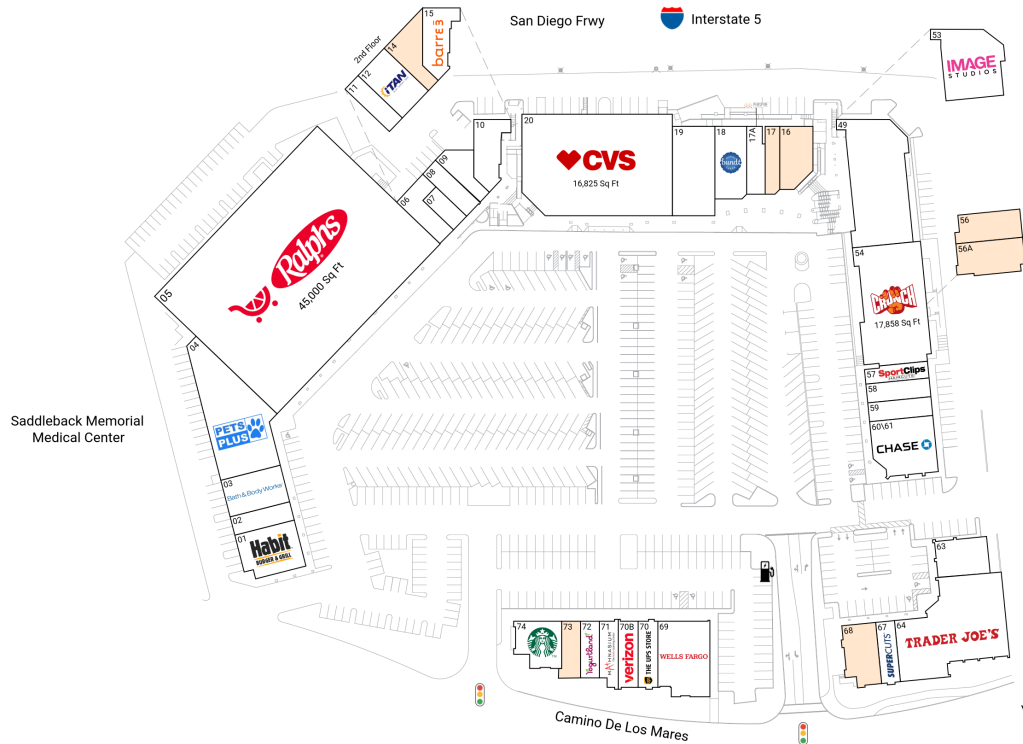 San Diego Frwy
Interstate 5
2nd Floor
11
12
ITAN
14
15
barre3
53
IMAGE
STUDIOS
10
09
08
07
06
05
Ralphs
45,000 Sq Ft
20
CVS
16,825 Sq Ft
19
18
bundt
17A
17
16
49
56
56A
54
CRUNCH
17,858 Sq Ft
57
SportClips
HAIRCUTS
58
59
60\61
CHASE
04
PETS
PLUS
Saddleback Memorial
Medical Center
03
Bath & Body Works
02
01
Habit
BURGER & GRILL
63
64
TRADER JOE'S
67
SUPERCUTS
68
74
73
72
Yogurtland
71
MATHNASIUM
70B
verizon
70
THE UPS STORE
69
WELLS FARGO
Camino De Los Mares